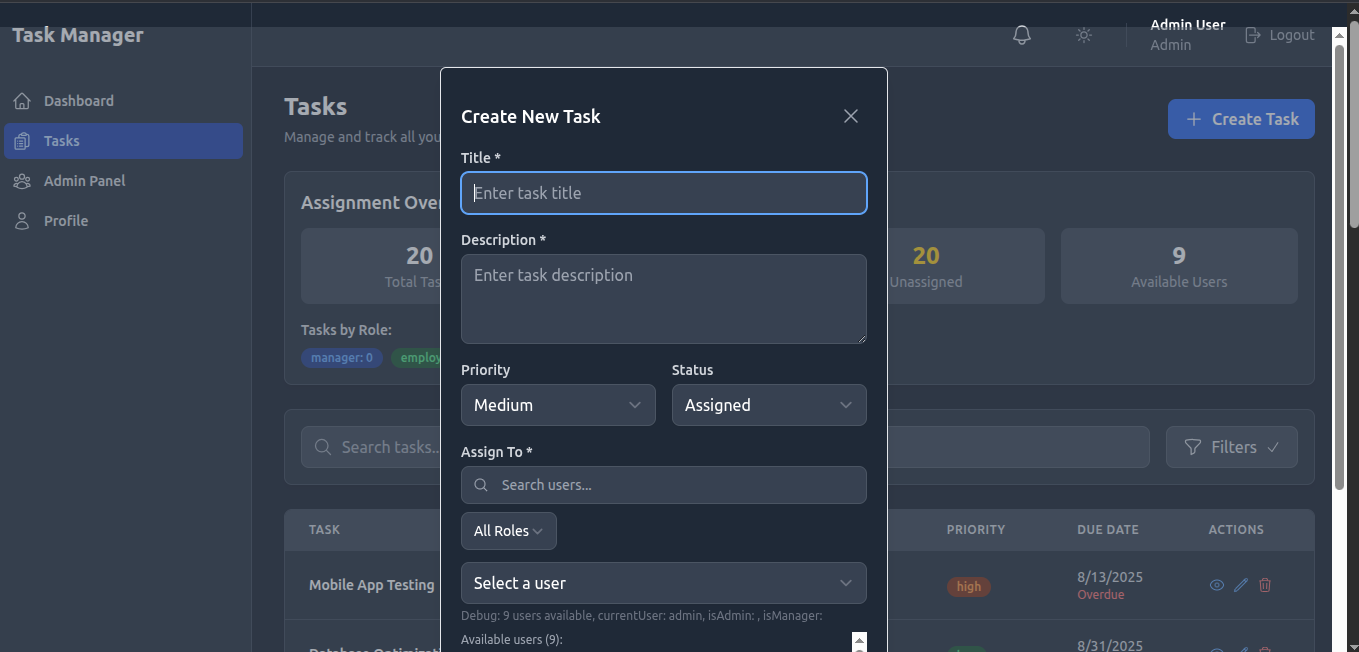 Task Manager
Admin User
Admin
Logout
Dashboard
Tasks
Admin Panel
Profile
Tasks
Manage and track all you
Create Task
Assignment Over
20
Total Tas
20
Unassigned
9
Available Users
Tasks by Role:
manager: 0
employ
Search tasks..
Filters
TASK
PRIORITY
DUE DATE
ACTIONS
Mobile App Testing
high
8/13/2025
Overdue
8/31/2025
Create New Task
Title *
Enter task title
Description *
Enter task description
Priority
Status
Medium
Assigned
Assign To *
Search users...
All Roles
Select a user
Debug: 9 users available, currentUser: admin, isAdmin: , isManager:
Available users (9):